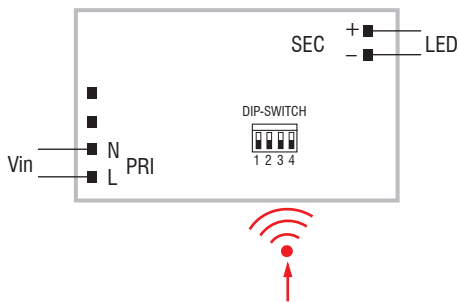 +
SEC
LED
–
DIP-SWITCH
1 2 3 4
N
Vin
PRI
L